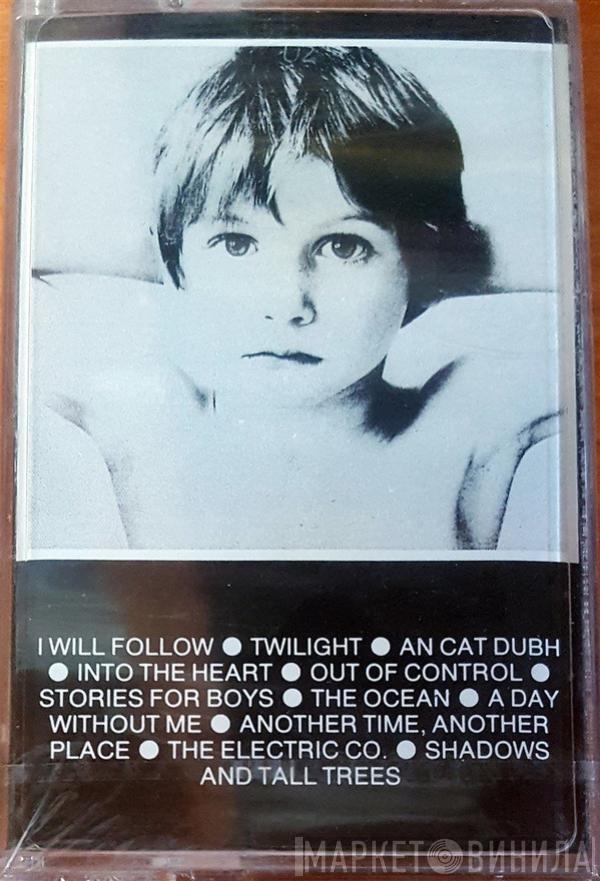 I WILL FOLLOW ● TWILIGHT ● AN CAT DUBH
● INTO THE HEART ● OUT OF CONTROL ●
STORIES FOR BOYS ● THE OCEAN ● A DAY
WITHOUT ME ● ANOTHER TIME, ANOTHER
PLACE ● THE ELECTRIC CO. ● SHADOWS
AND TALL TREES
МАРКЕТ ВИНИЛА